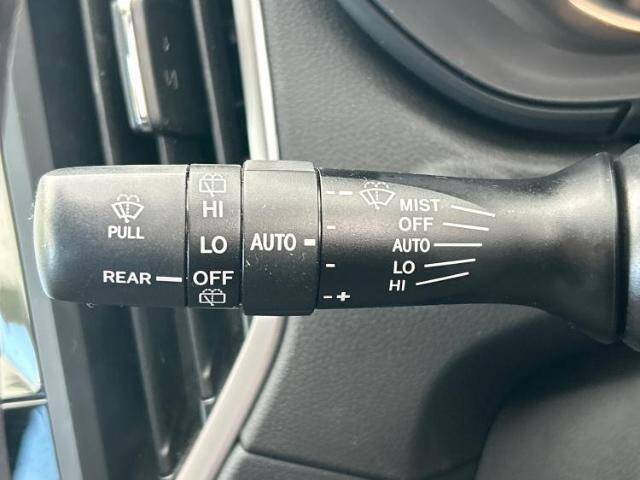 PULL
REAR
HI
LO
OFF
AUTO
--
-
-
-
-+
MIST
OFF
AUTO
LO
HI